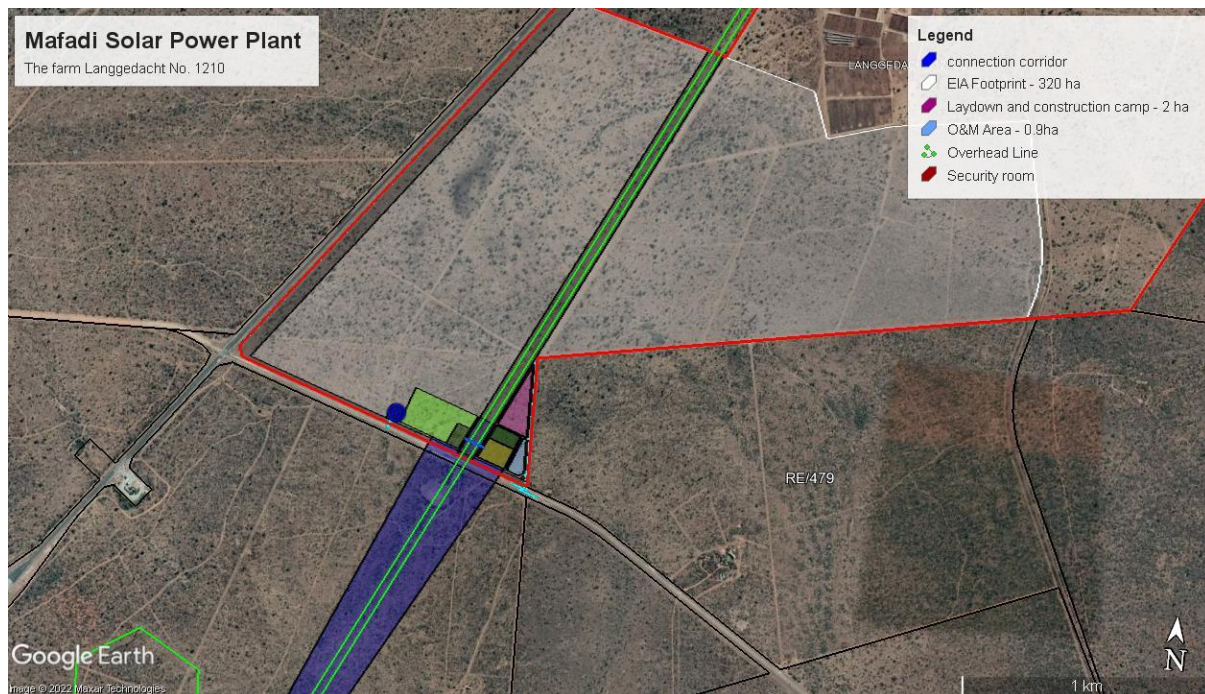 Mafadi Solar Power Plant
The farm Langgedacht No. 1210
Legend
connection corridor
EIA Footprint - 320 ha
Laydown and construction camp - 2 ha
O&M Area - 0.9ha
Overhead Line
Security room
LANGGEDA
RE/479
Google Earth
Image © 2022 Maxar Technologies
N
1 km